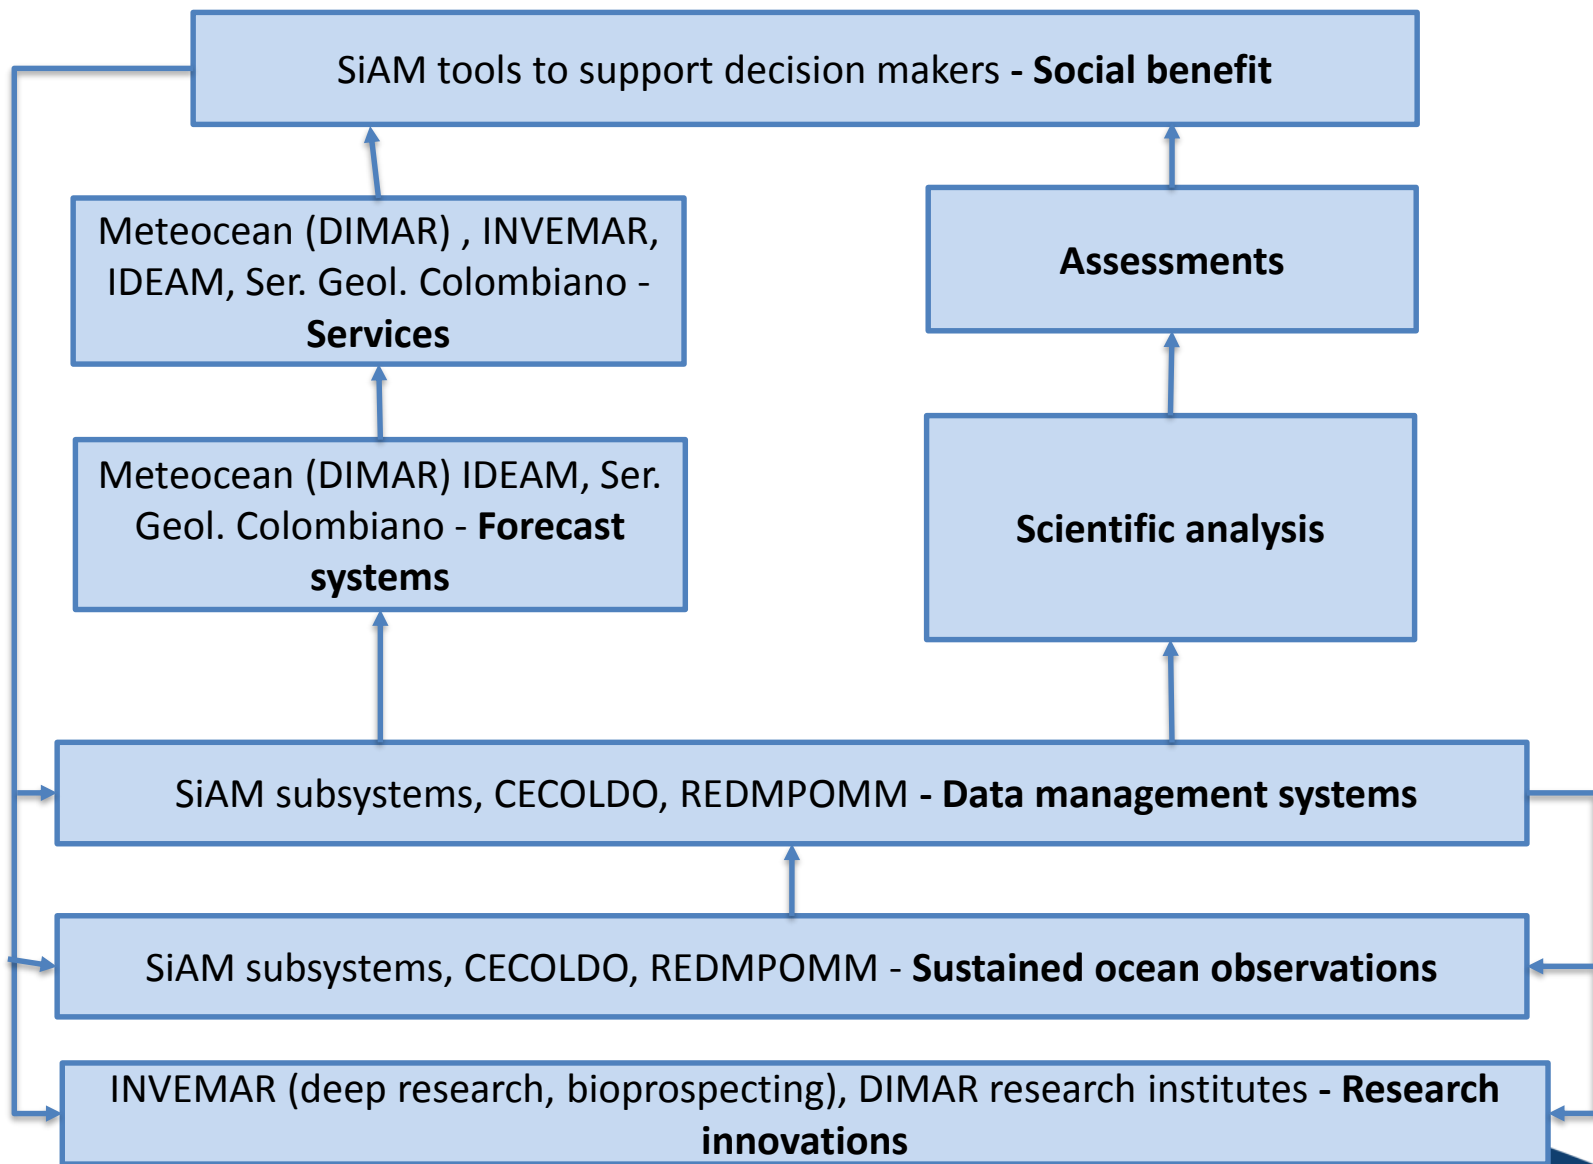 SiAM tools to support decision makers - Social benefit
Meteocean (DIMAR) , INVEMAR,
IDEAM, Ser. Geol. Colombiano -
Services
Assessments
Meteocean (DIMAR) IDEAM, Ser.
Geol. Colombiano - Forecast
systems
Scientific analysis
SiAM subsystems, CECOLDO, REDMPOMM - Data management systems
SiAM subsystems, CECOLDO, REDMPOMM - Sustained ocean observations
INVEMAR (deep research, bioprospecting), DIMAR research institutes - Research
innovations